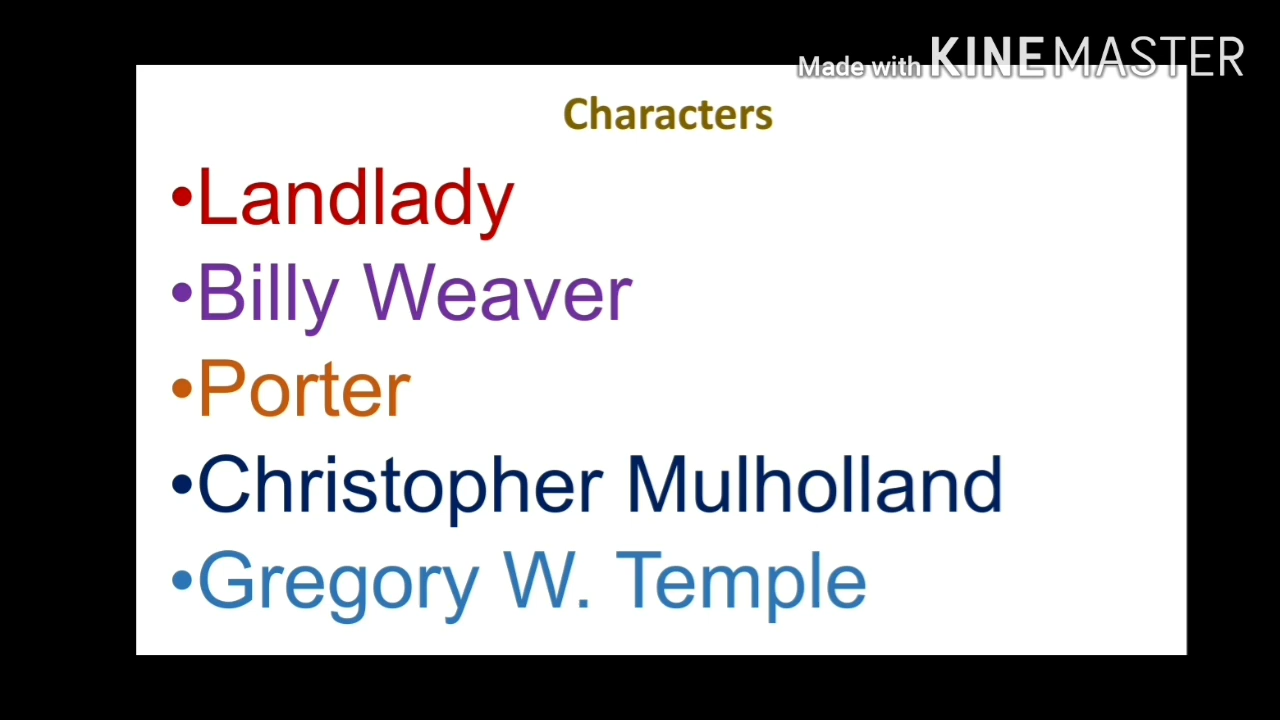 Made with KINEMASTER
Characters
•Landlady
•Billy Weaver
•Porter
•Christopher Mulholland
•Gregory W. Temple